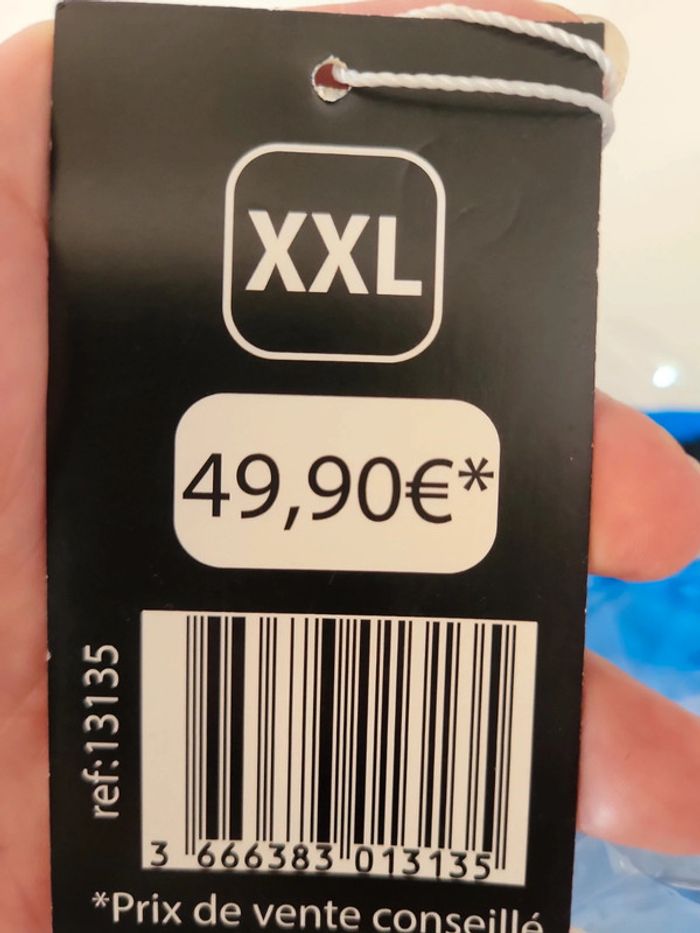 XXL
49,90€*
ref:13135
3 666383 013135
*Prix de vente conseillé